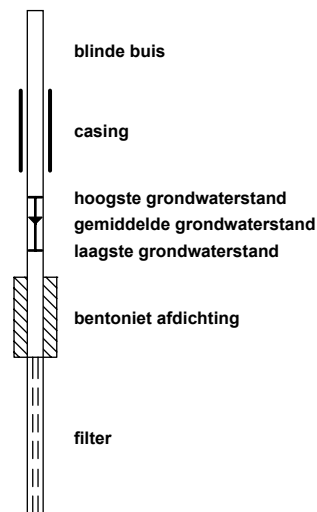 blinde buis
casing
hoogste grondwaterstand
gemiddelde grondwaterstand
laagste grondwaterstand
bentoniet afdichting
filter